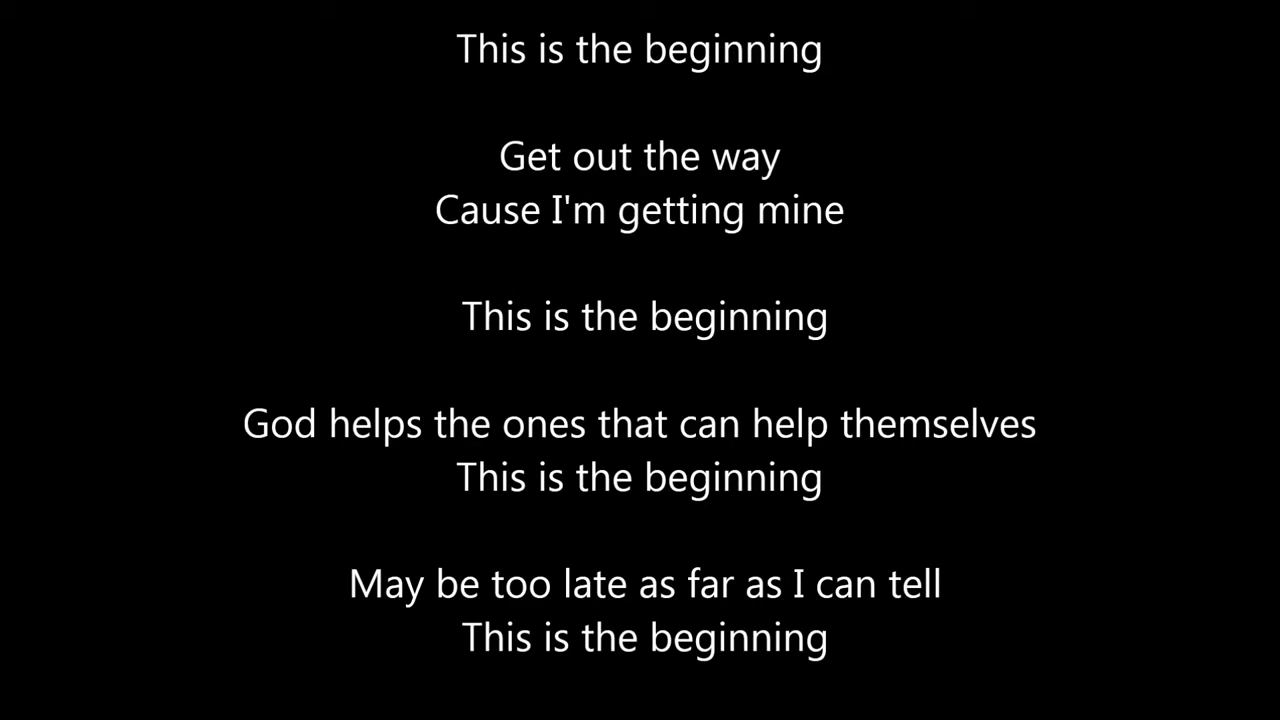 This is the beginning
Get out the way
Cause I'm getting mine
This is the beginning
God helps the ones that can help themselves
This is the beginning
May be too late as far as I can tell
This is the beginning